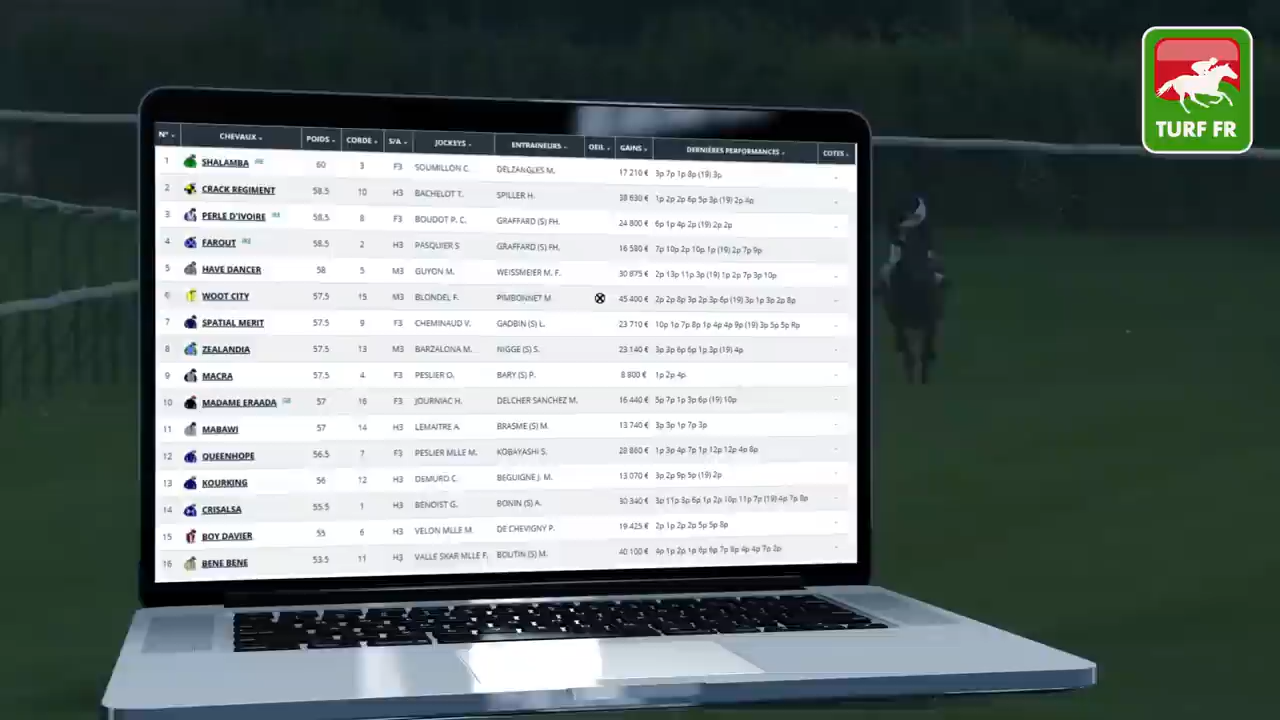 TURF FR
N° CHEVAUX POIDS CORDE S/A JOCKEYS ENTRAINEURS OEIL GAINS DERNIÈRES PERFORMANCES COTES
1 SHALAMBA 60 3 F3 SOUMILLON C. DELZANGLES M. 17 210 € 3p 7p 1p 8p (19) 3p -
2 CRACK REGIMENT 58.5 10 H3 BACHELOT T. SPILLER H. 38 630 € 1p 2p 2p 6p 5p 3p (19) 2p 4p -
3 PERLE D'IVOIRE 58.5 8 F3 BOUDOT P. C. GRAFFARD (S) FH. 24 800 € 6p 1p 4p 2p (19) 2p 2p -
4 FAROUT 58.5 2 H3 PASQUIER S GRAFFARD (S) FH. 16 580 € 7p 10p 2p 10p 1p (19) 2p 7p 9p -
5 HAVE DANCER 58 5 M3 GUYON M. WEISSMEIER M. F. 30 875 € 2p 13p 11p 3p (19) 1p 2p 7p 3p 10p -
6 WOOT CITY 57.5 15 M3 BLONDEL F. PIMBONNET M. 45 400 € 2p 2p 8p 3p 2p 3p 6p (19) 3p 1p 3p 2p 8p -
7 SPATIAL MERIT 57.5 9 F3 CHEMINAUD V. GADBIN (S) L. 23 710 € 10p 1p 7p 8p 1p 4p 4p 9p (19) 3p 5p 5p Rp -
8 ZEALANDIA 57.5 13 M3 BARZALONA M. NIGGE (S) S. 23 140 € 3p 3p 6p 6p 1p 3p (19) 4p -
9 MACRA 57.5 4 F3 PESLIER O. BARY (S) P. 8 800 € 1p 2p 4p -
10 MADAME ERAADA 57 16 F3 JOURNIAC H. DELCHER SANCHEZ M. 16 440 € 5p 7p 1p 3p 6p (19) 10p -
11 MABAWI 57 14 H3 LEMAITRE A. BRASME (S) M. 13 740 € 3p 3p 1p 7p 3p -
12 QUEENHOPE 56.5 7 F3 PESLIER MLLE M. KOBAYASHI S. 28 860 € 1p 3p 4p 7p 1p 12p 12p 4p 8p -
13 KOURKING 56 12 H3 DEMURO C. BEGUIGNE J. M. 13 070 € 3p 2p 9p 5p (19) 2p -
14 CRISALSA 55.5 1 H3 BENOIST G. BONIN (S) A. 30 340 € 3p 11p 3p 6p 1p 2p 10p 11p 7p (19) 4p 7p 8p -
15 BOY DAVIER 55 6 H3 VELON MLLE M. DE CHEVIGNY P. 19 425 € 2p 1p 2p 2p 5p 5p 8p -
16 BENE BENE 53.5 11 H3 VALLE SKAR MLLE F. BOUTIN (S) M. 40 100 € 4p 1p 2p 1p 6p 6p 7p 8p 4p 4p 7p 2p -